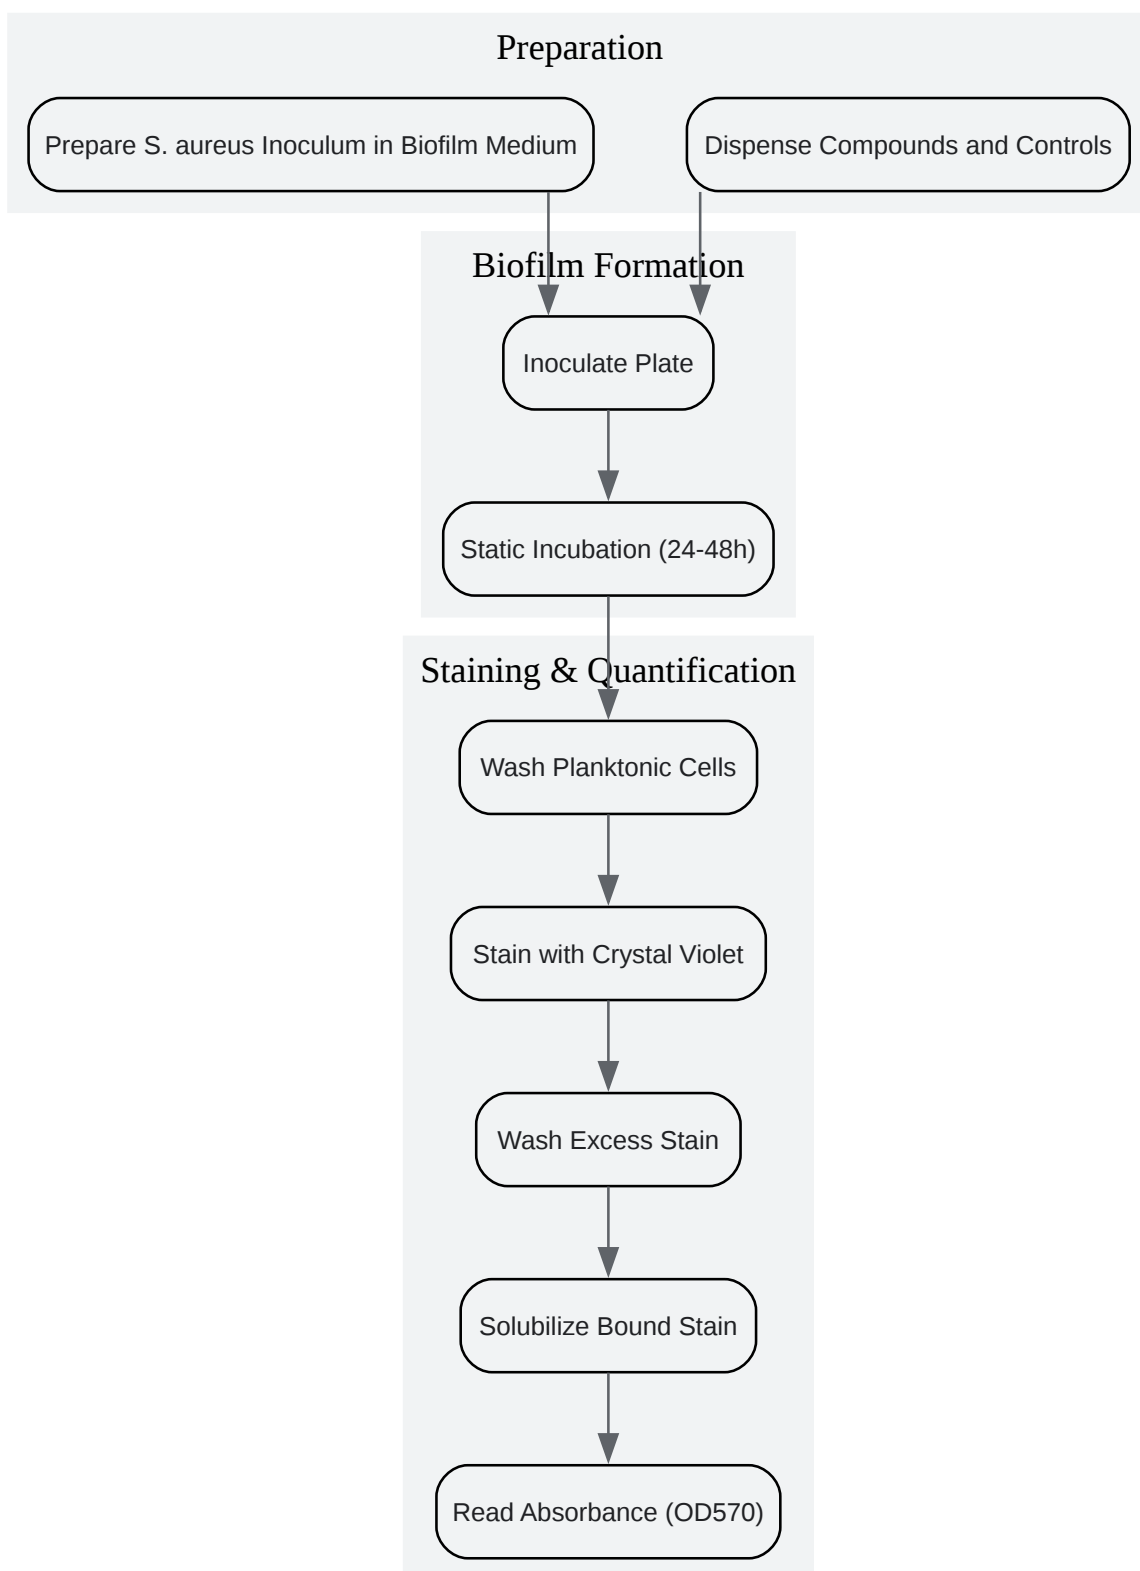 Preparation
Prepare S. aureus Inoculum in Biofilm Medium
Dispense Compounds and Controls
Biofilm Formation
Inoculate Plate
Static Incubation (24-48h)
Staining & Quantification
Wash Planktonic Cells
Stain with Crystal Violet
Wash Excess Stain
Solubilize Bound Stain
Read Absorbance (OD570)